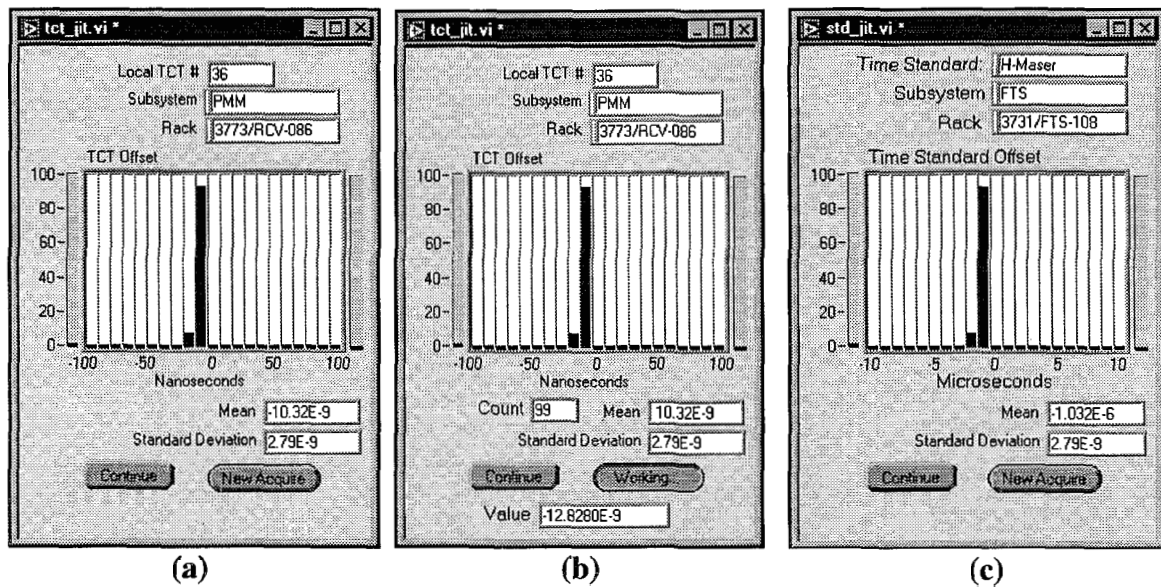 tct_jit.vi *
Local TCT # 36
Subsystem PMM
Rack 3773/RCV-086
TCT Offset
100-
80-
60-
40-
20-
0-
-100 -50 0 50 100
Nanoseconds
Mean -10.32E-9
Standard Deviation 2.79E-9
Continue New Acquire
(a)
tct_jit.vi *
Local TCT # 36
Subsystem PMM
Rack 3773/RCV-086
TCT Offset
100-
80-
60-
40-
20-
0-
-100 -50 0 50 100
Nanoseconds
Count 99 Mean 10.32E-9
Standard Deviation 2.79E-9
Continue Working...
Value -12.8280E-9
(b)
std_jit.vi *
Time Standard: H-Maser
Subsystem FTS
Rack 3731/FTS-108
Time Standard Offset
100-
80-
60-
40-
20-
0-
-10 5 0 5 10
Microseconds
Mean -1.032E-6
Standard Deviation 2.79E-9
Continue New Acquire
(c)